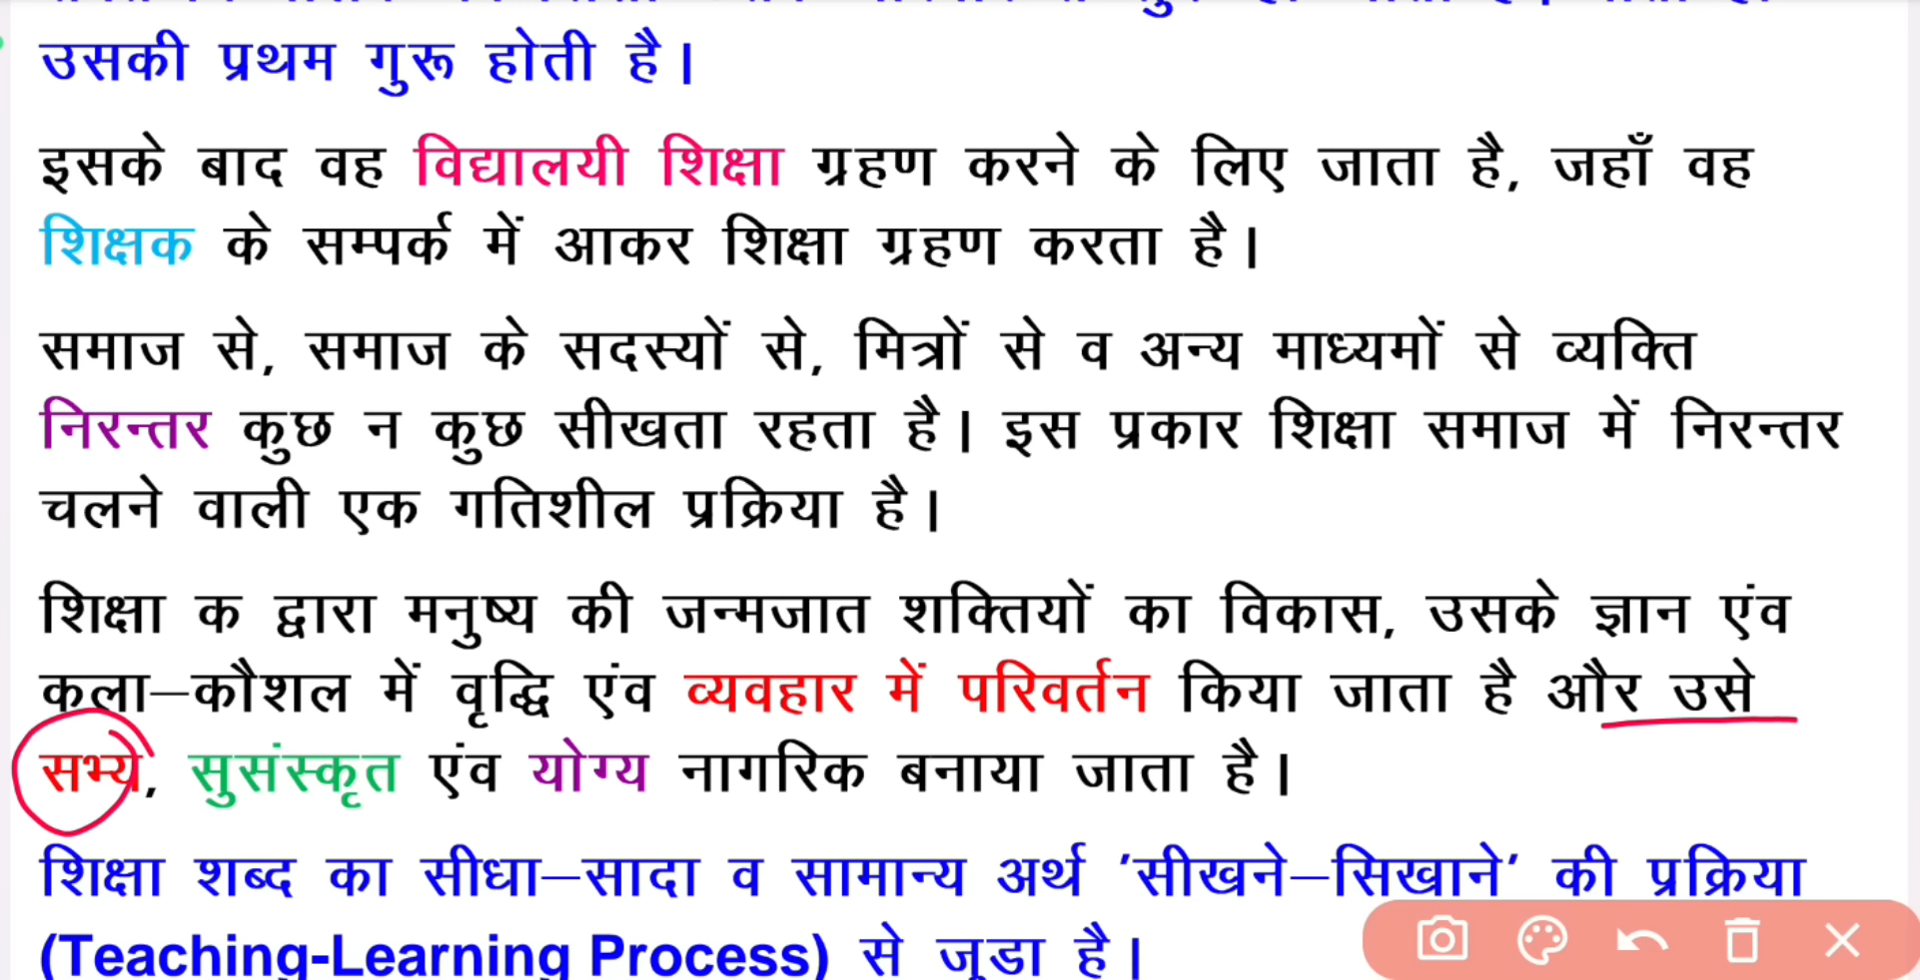 उसकी प्रथम गुरू होती है।
इसके बाद वह विद्यालयी शिक्षा ग्रहण करने के लिए जाता है, जहाँ वह
शिक्षक के सम्पर्क में आकर शिक्षा ग्रहण करता है।
समाज से, समाज के सदस्यों से, मित्रों से व अन्य माध्यमों से व्यक्ति
निरन्तर कुछ न कुछ सीखता रहता है। इस प्रकार शिक्षा समाज में निरन्तर
चलने वाली एक गतिशील प्रक्रिया है।
शिक्षा क द्वारा मनुष्य की जन्मजात शक्तियों का विकास, उसके ज्ञान एंव
कला–कौशल में वृद्धि एंव व्यवहार में परिवर्तन किया जाता है और उसे
सभ्य, सुसंस्कृत एंव योग्य नागरिक बनाया जाता है।
शिक्षा शब्द का सीधा–सादा व सामान्य अर्थ ’सीखने–सिखाने’ की प्रक्रिया
(Teaching-Learning Process) से जुडा है।